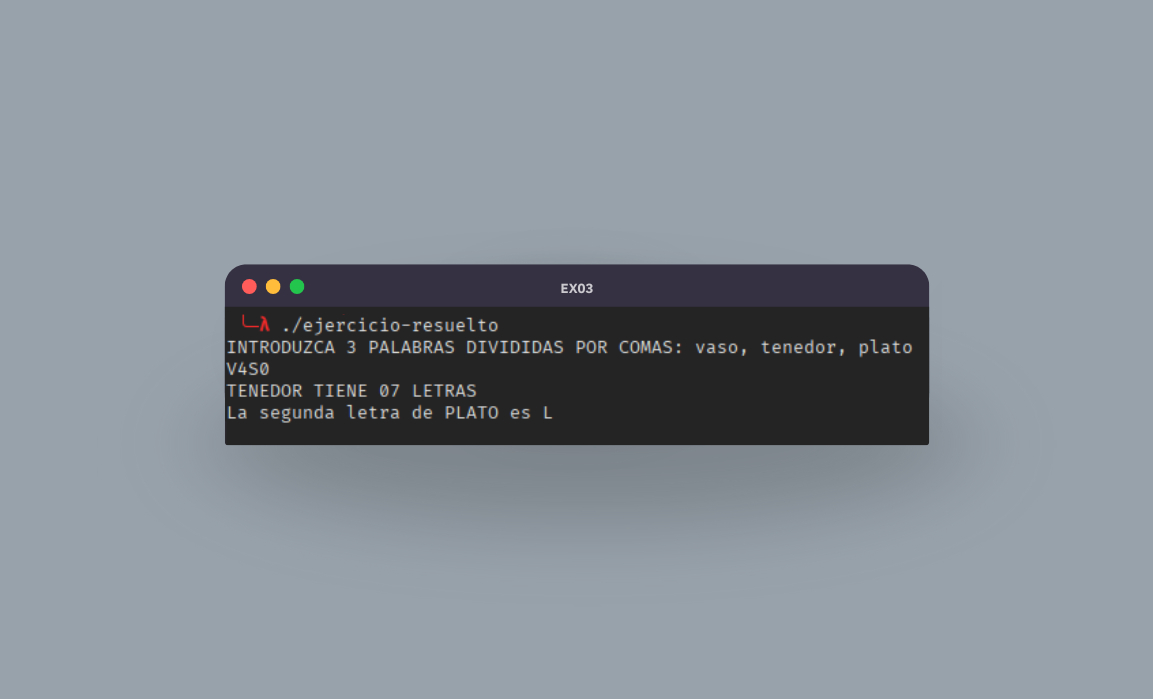 EX03
╰─λ ./ejercicio-resuelto
INTRODUZCA 3 PALABRAS DIVIDIDAS POR COMAS: vaso, tenedor, plato
V4S0
TENEDOR TIENE 07 LETRAS
La segunda letra de PLATO es L